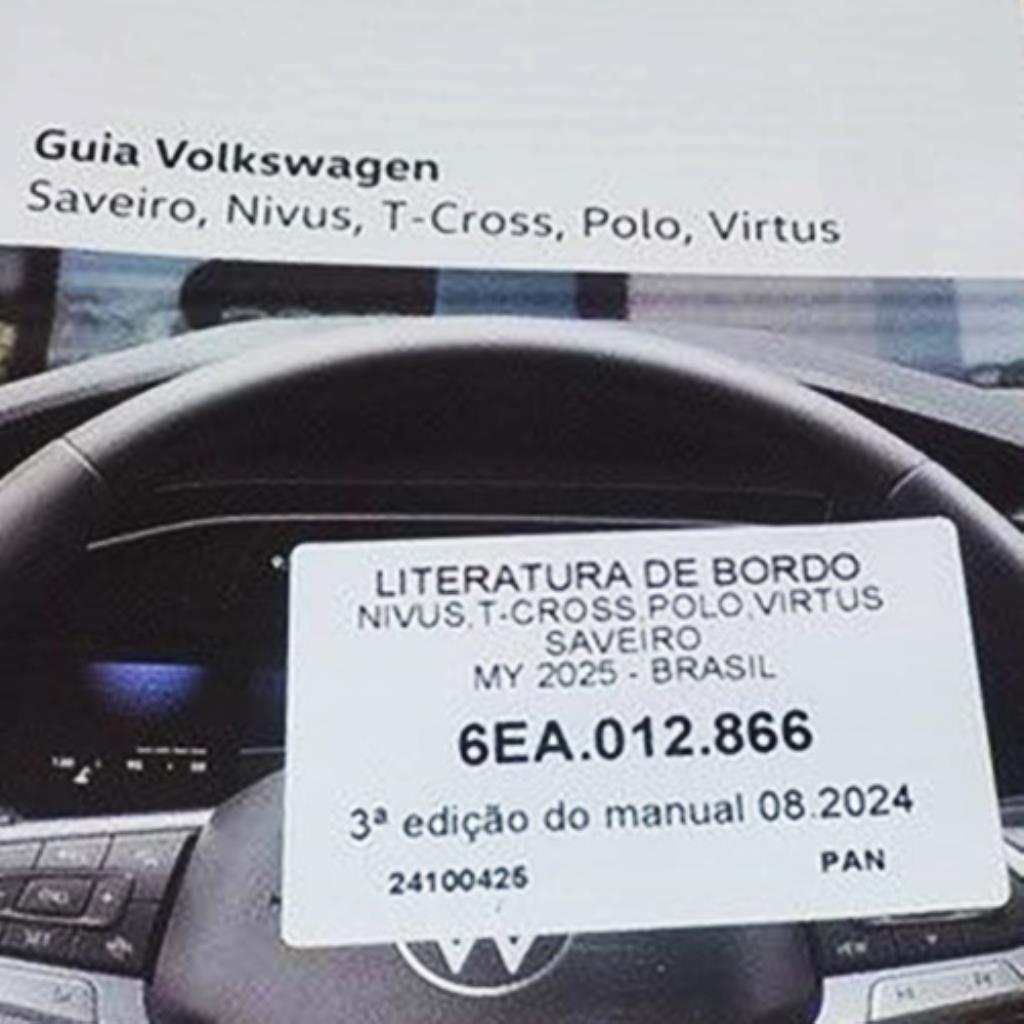 Guia Volkswagen
Saveiro, Nivus, T-Cross, Polo, Virtus
LITERATURA DE BORDO
NIVUS,T-CROSS,POLO,VIRTUS
SAVEIRO
MY 2025 - BRASIL
6EA.012.866
3ª edição do manual 08.2024
24100425 PAN